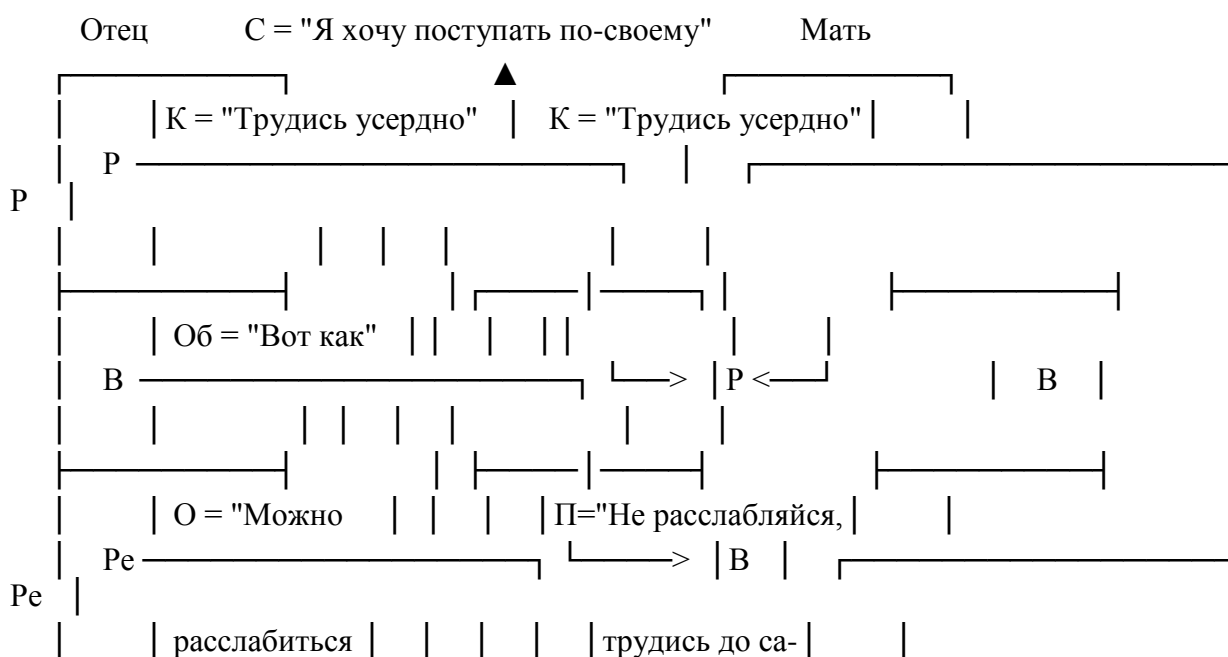 Отец С = "Я хочу поступать по-своему" Мать
К = "Трудись усердно" К = "Трудись усердно"
Р
Р
Об = "Вот как"
В > Р < В
О = "Можно П="Не расслабляйся,
Ре > В
Ре
расслабиться трудись до са-